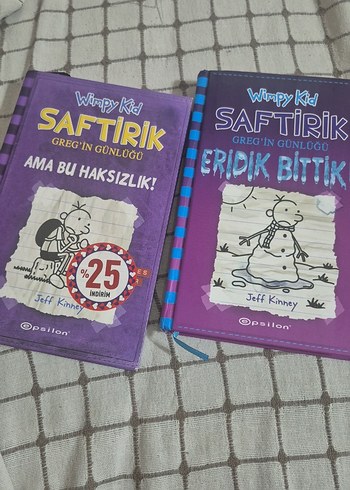 Wimpy Kid
SAFTİRİK
GREG'İN GÜNLÜĞÜ
AMA BU HAKSIZLIK!
%25
İNDİRİM
Jeff Kinney
epsilon
Wimpy Kid
SAFTİRİK
GREG'İN GÜNLÜĞÜ
ERİDİK BİTTİK
Jeff Kinney
epsilon